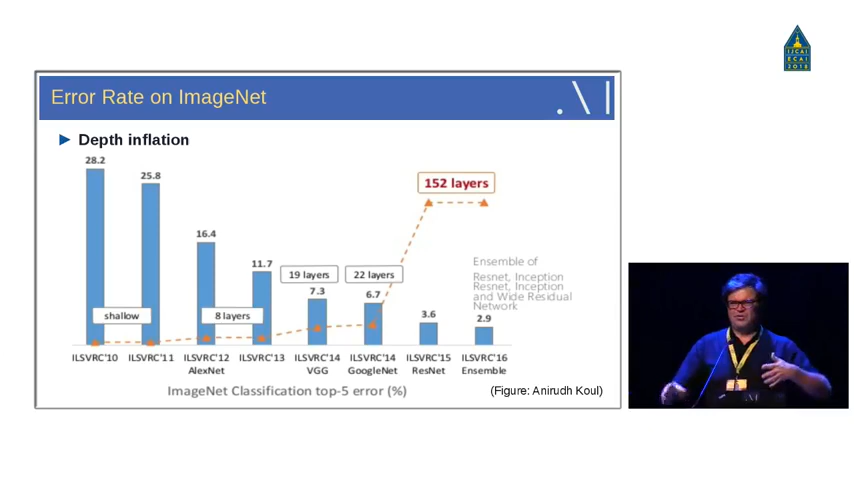 IJCAI
ECAI
2018
Error Rate on ImageNet
Depth inflation
28.2
25.8
16.4
11.7
7.3
6.7
3.6
2.9
152 layers
19 layers
22 layers
shallow
8 layers
Ensemble of
Resnet, Inception
Resnet, Inception
and Wide Residual
Network
ILSVRC'10 ILSVRC'11 ILSVRC'12 ILSVRC'13 ILSVRC'14 ILSVRC'14 ILSVRC'15 ILSVRC'16
AlexNet VGG GoogleNet ResNet Ensemble
ImageNet Classification top-5 error (%)
(Figure: Anirudh Koul)